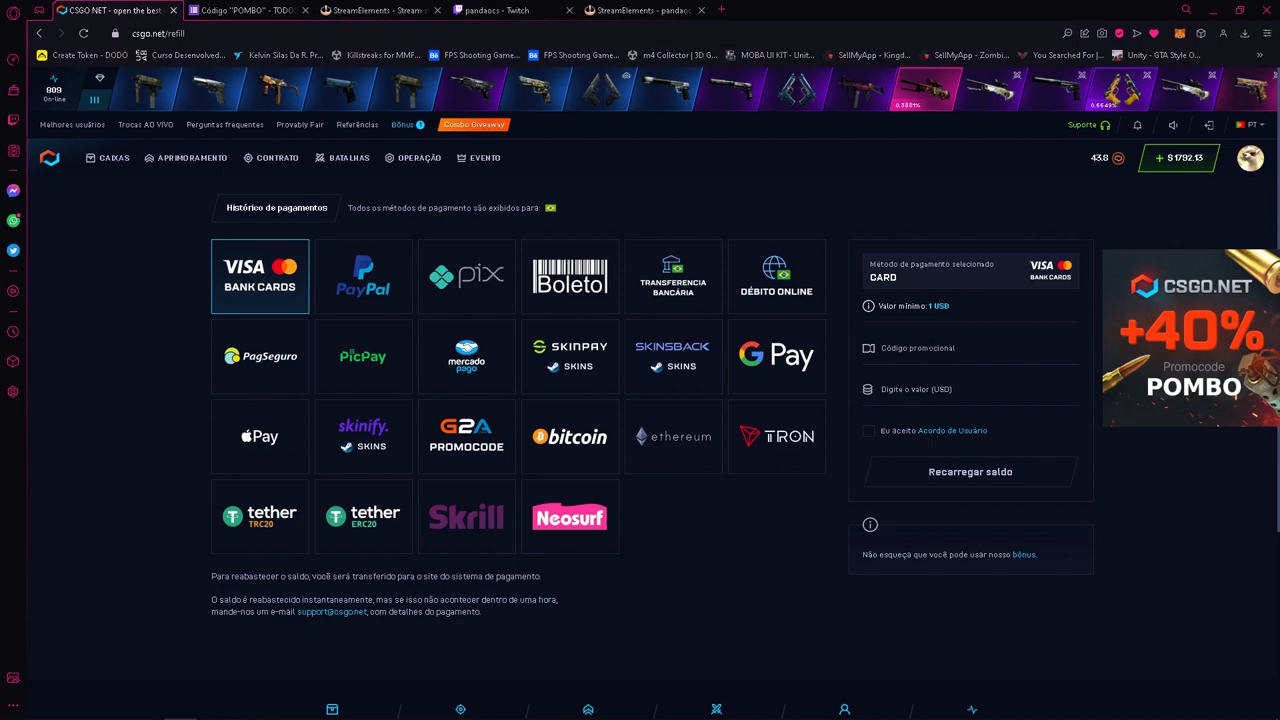 CSGO.NET - open the best
Código "POMBO" - TODOS
StreamElements - Stream s
pandaocs - Twitch
StreamElements - pandaoc
csgo.net/refill
Create Token - DODO
Curso Desenvolved...
Kelvin Silas Da R. Pr...
Killstreaks for MMF...
FPS Shooting Game...
FPS Shooting Game...
m4 Collector | 3D G...
MOBA UI KIT - Unit...
SellMyApp - Kingd...
SellMyApp - Zombi...
You Searched For |...
Unity - GTA Style O...
809
On-line
0.3881%
0.6649%
Melhores usuários
Trocas AO VIVO
Perguntas frequentes
Provably Fair
Referências
Bônus 1
Combo Giveaway
Suporte
PT
CAIXAS
APRIMORAMENTO
CONTRATO
BATALHAS
OPERAÇÃO
EVENTO
43.8
+ $ 1792.13
Histórico de pagamentos
Todos os métodos de pagamento são exibidos para:
VISA
BANK CARDS
PayPal
pix
Boleto
TRANSFERENCIA
BANCÁRIA
DÉBITO ONLINE
PagSeguro
PicPay
mercado
pago
SKINPAY
SKINS
SKINSBACK
SKINS
G Pay
Pay
skinify.
SKINS
G2A
PROMOCODE
bitcoin
ethereum
TRON
tether
TRC20
tether
ERC20
Skrill
Neosurf
Para reabastecer o saldo, você será transferido para o site do sistema de pagamento.
O saldo é reabastecido instantaneamente, mas se isso não acontecer dentro de uma hora,
mande-nos um e-mail support@csgo.net, com detalhes do pagamento.
Método de pagamento selecionado
CARD
VISA
BANK CARDS
Valor mínimo: 1 USD
Código promocional
Digite o valor (USD)
Eu aceito Acordo de Usuário
Recarregar saldo
Não esqueça que você pode usar nosso bônus.
CSGO.NET
+40%
Promocode
POMBO